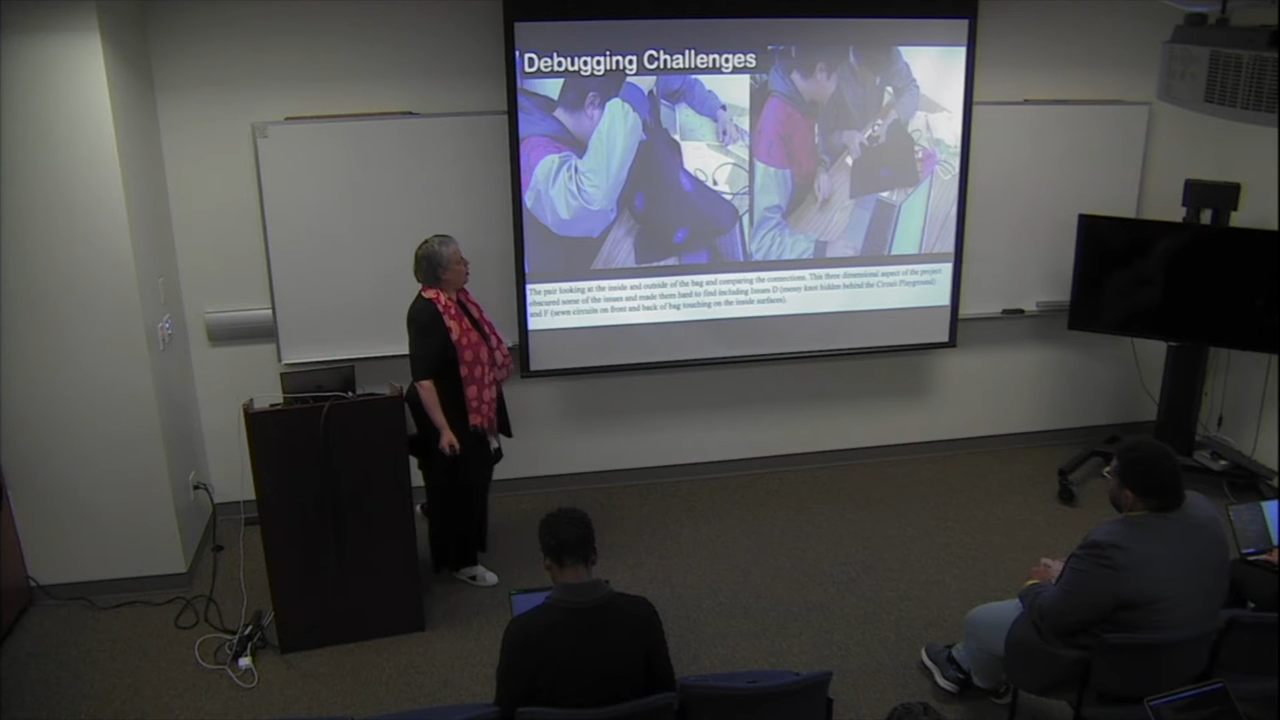 Debugging Challenges
The pair looking at the inside and outside of the bag and comparing the connections. This three dimensional aspect of the project
obscured some of the issues and made them hard to find including Issues D (messy knot hidden behind the Circuit Playground)
and F (sewn circuits on front and back of bag touching on the inside surfaces).